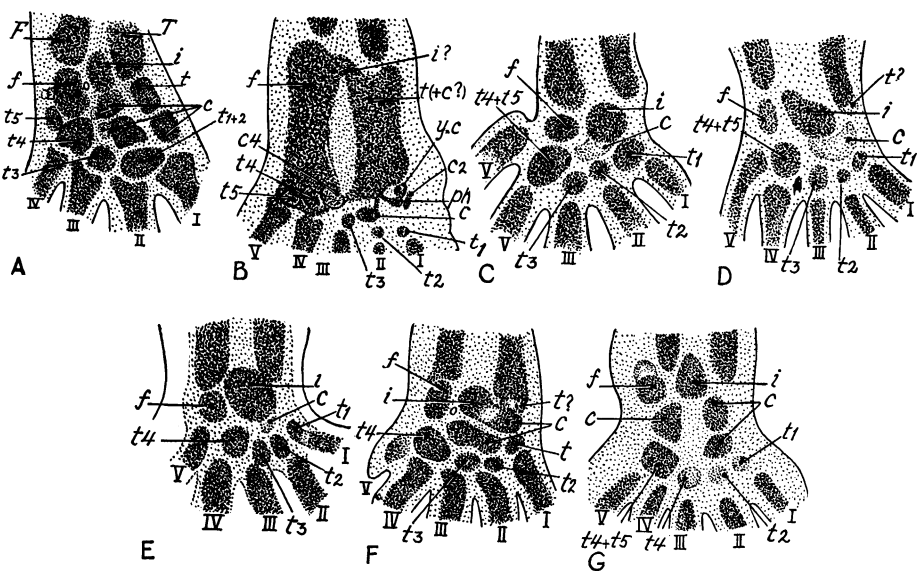 F T
i
f t
c
t5
t4 t1+2
t3
IV I
III II
A
i?
f t(+c?)
y.c
c4
t4 c2
t5 ph
c
t1
V IV III II I
t3 t2
B
f
t4+t5 i
c
t1
V I
II
t3 III t2
C
t?
f i
t4+t5 c
t1
V I
IV III II
t3 t2
D
i
f c
t1
t4
V I
t2
IV III II
t3
E
f
i t?
c
t4 t
t2
V
IV I
t3 III II
F
f i
c c
t1
V IV I
t4+t5 t4 III II t2
G